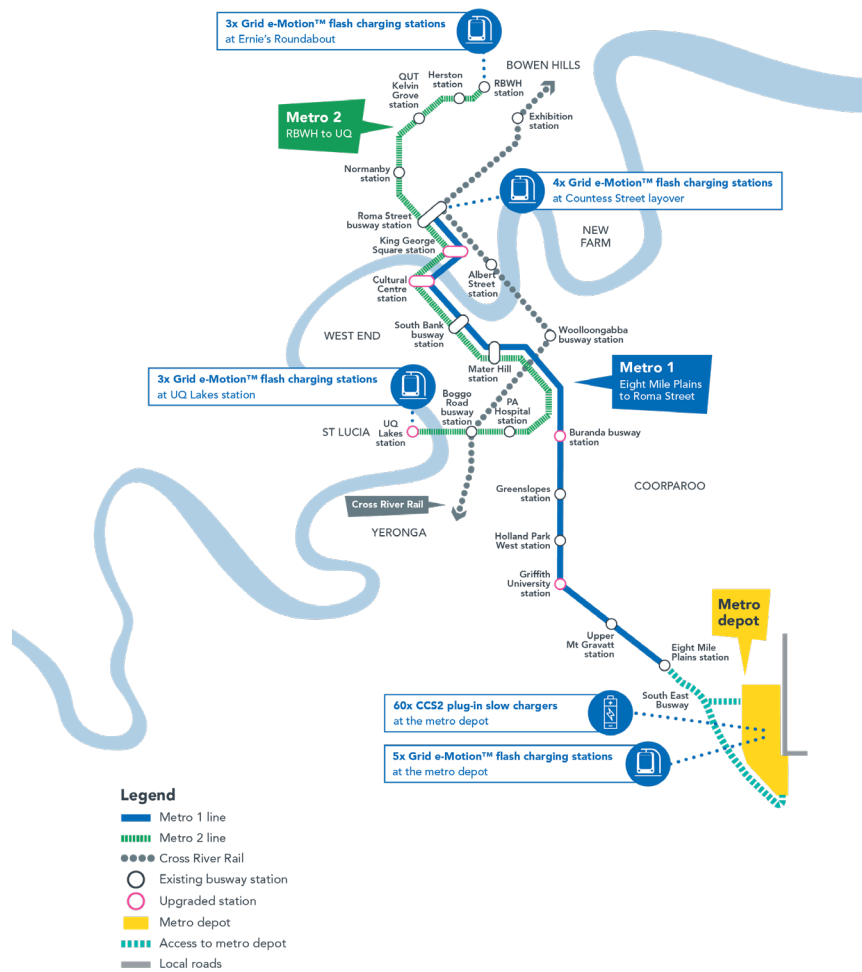 3x Grid e-Motion™ flash charging stations
at Ernie's Roundabout
BOWEN HILLS
QUT
Kelvin
Grove
station
Herston
station
RBWH
station
Metro 2
RBWH to UQ
Exhibition
station
Normanby
station
4x Grid e-Motion™ flash charging stations
at Countess Street layover
Roma Street
busway station
NEW
FARM
King George
Square station
Albert
Street
station
Cultural
Centre
station
WEST END
South Bank
busway
station
Woolloongabba
busway station
Mater Hill
station
Metro 1
Eight Mile Plains
to Roma Street
3x Grid e-Motion™ flash charging stations
at UQ Lakes station
Boggo
Road
busway
station
PA
Hospital
station
ST LUCIA
UQ
Lakes
station
Buranda busway
station
COORPAROO
Greenslopes
station
Cross River Rail
YERONGA
Holland Park
West station
Griffith
University
station
Metro
depot
Upper
Mt Gravatt
station
Eight Mile
Plains station
South East
Busway
60x CCS2 plug-in slow chargers
at the metro depot
5x Grid e-Motion™ flash charging stations
at the metro depot
Legend
Metro 1 line
Metro 2 line
Cross River Rail
Existing busway station
Upgraded station
Metro depot
Access to metro depot
Local roads